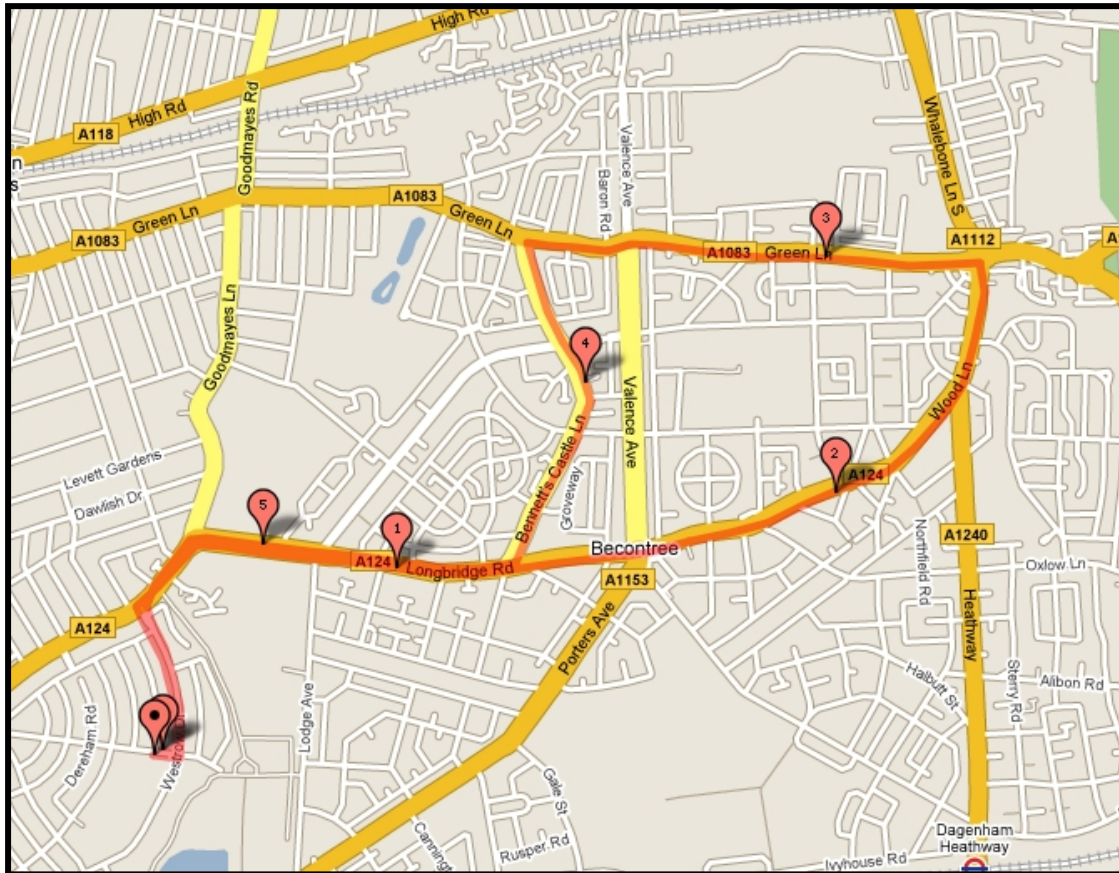 High Rd
High Rd
A118
Goodmayes Rd
Valence Ave
Baron Rd
Whalebone Ln S
A1083
Green Ln
Green Ln
A1083
3
A1112
A1083
Green Ln
Goodmayes Ln
4
Valence Ave
Wood Ln
Levett Gardens
Dawlish Dr
Bennett's Castle Ln
Groveway
2
A124
5
1
A124
Longbridge Rd
Becontree
A1153
A1240
Northfield Rd
Oxlow Ln
A124
Porters Ave
Heathway
Halbutt St
Sterry Rd
Alibon Rd
Dereham Rd
Lodge Ave
Gale St
Rusper Rd
Dagenham
Heathway
Ivyhouse Rd